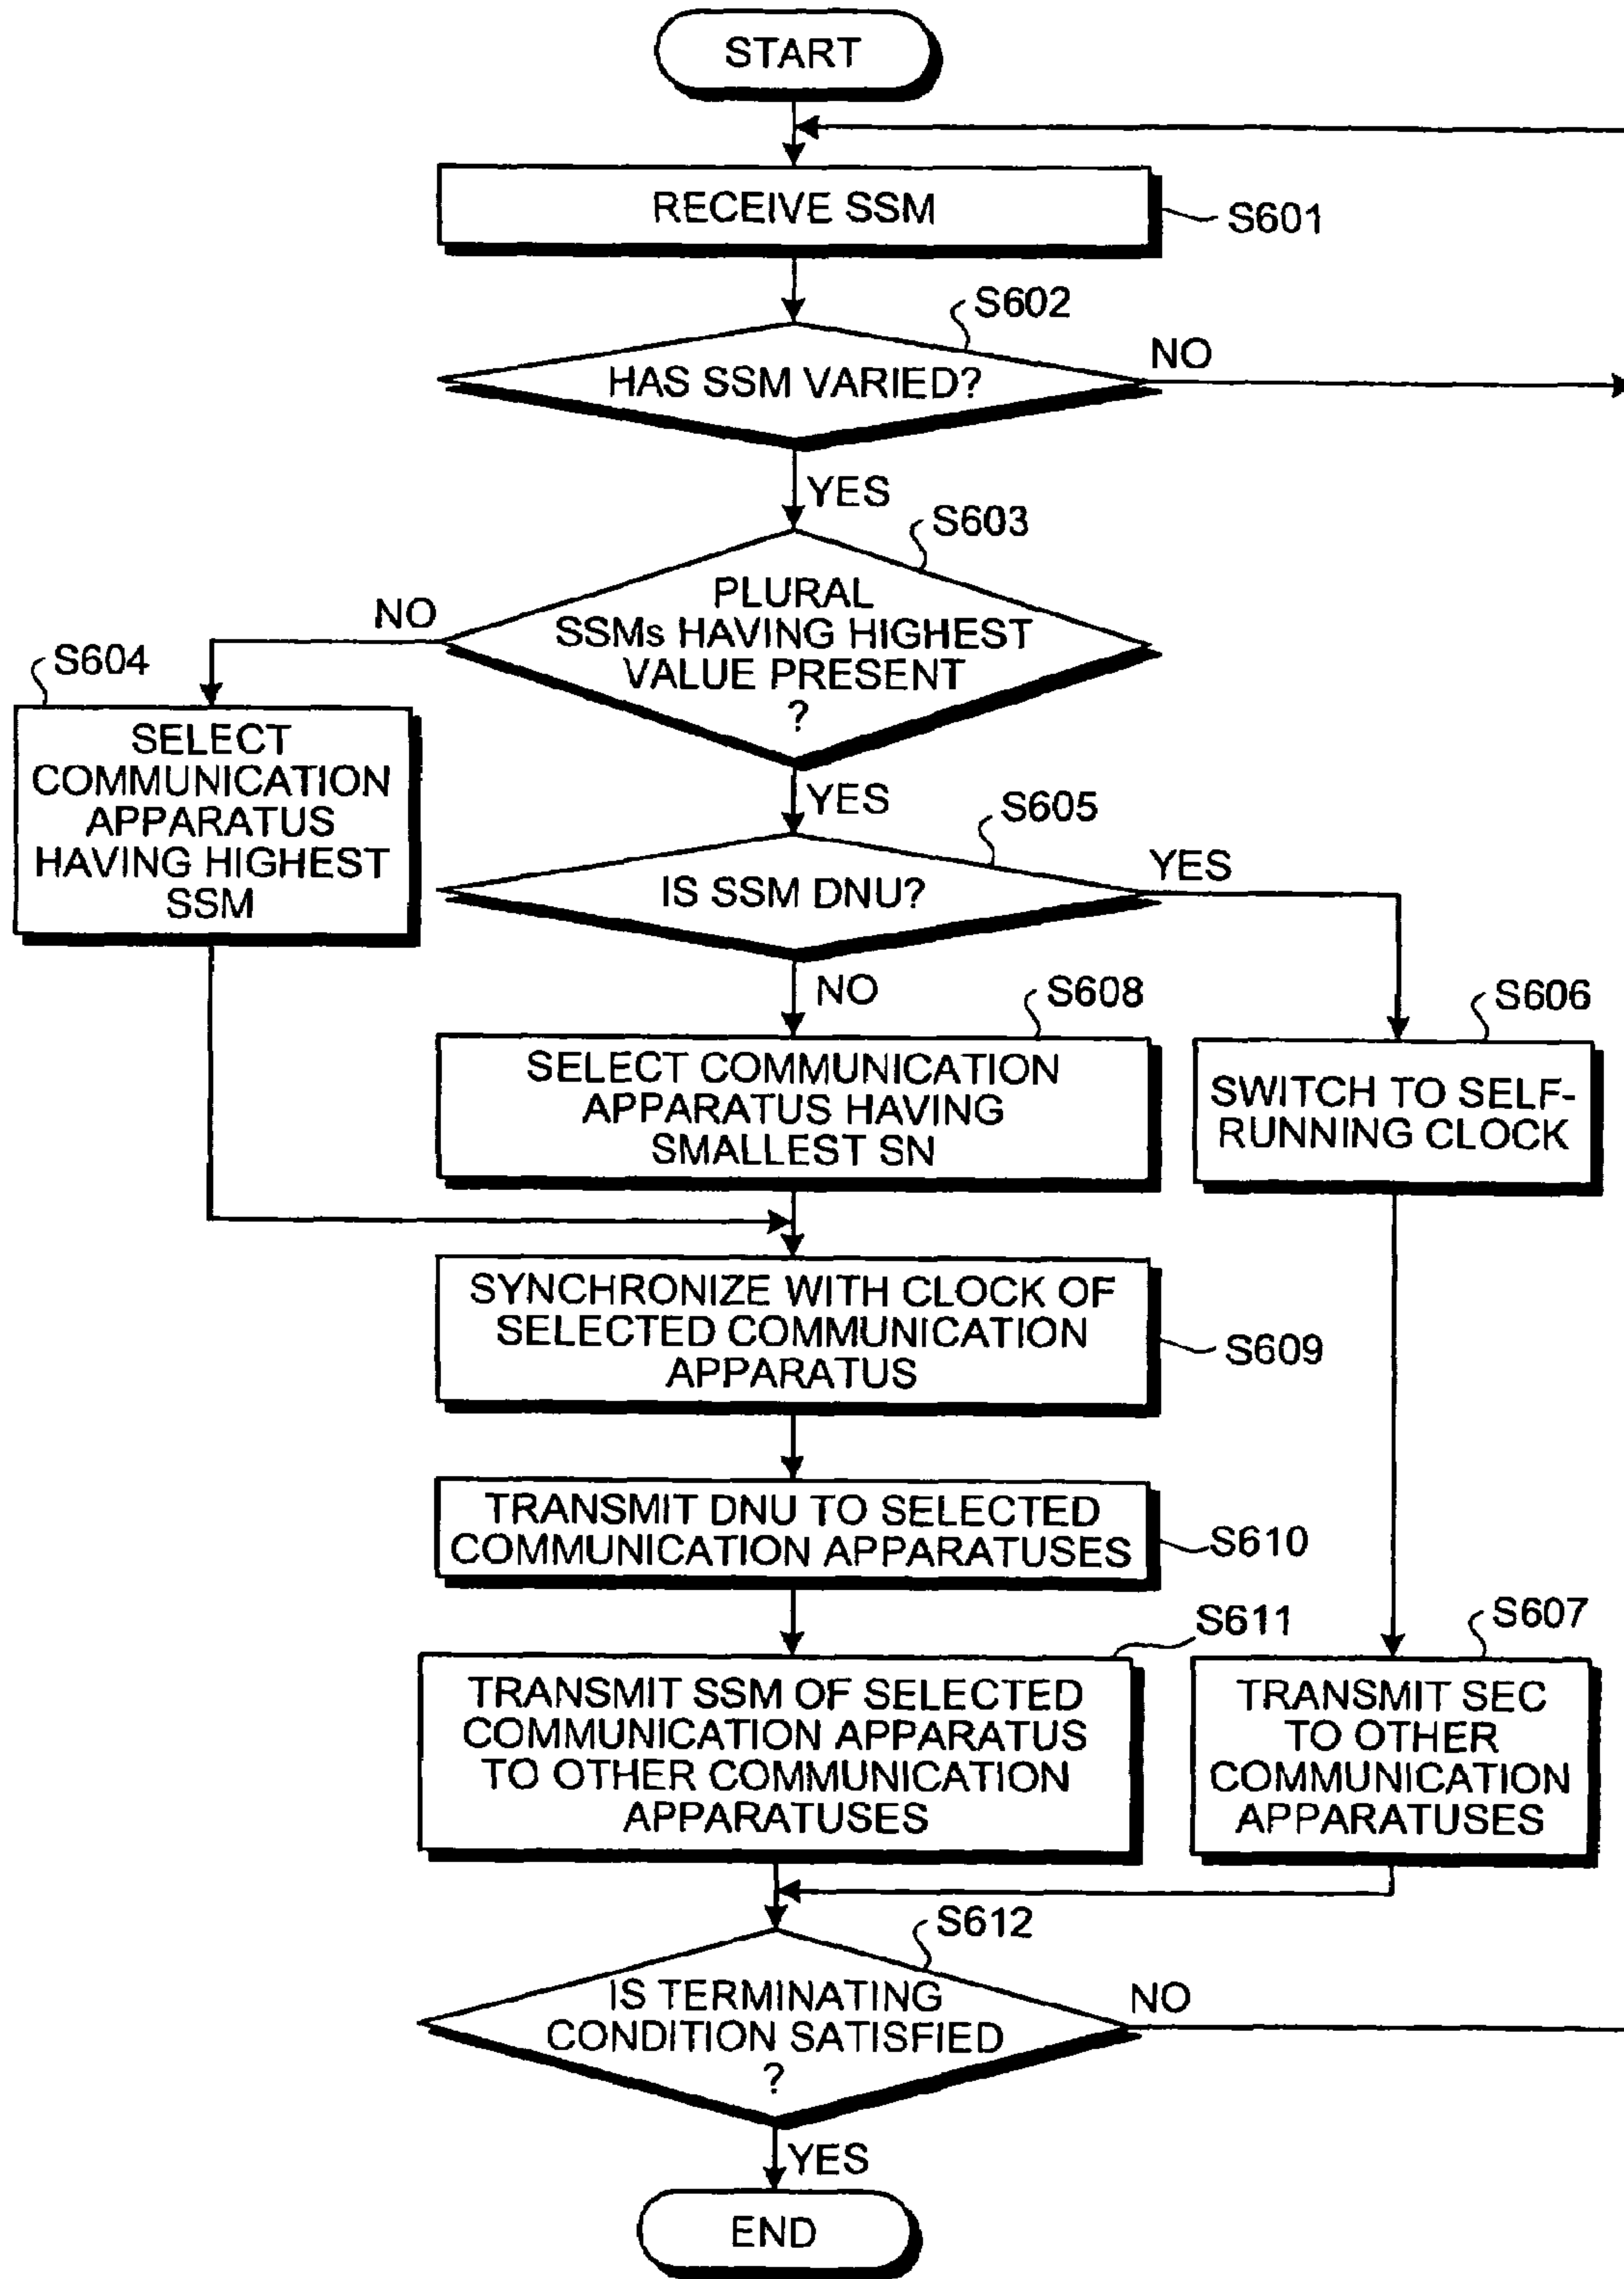 START
RECEIVE SSM
S601
S602
HAS SSM VARIED?
NO
YES
S603
PLURAL
SSMs HAVING HIGHEST
VALUE PRESENT
?
NO
S604
SELECT
COMMUNICATION
APPARATUS
HAVING HIGHEST
SSM
YES
S605
IS SSM DNU?
YES
NO
S608
SELECT COMMUNICATION
APPARATUS HAVING
SMALLEST SN
S606
SWITCH TO SELF-
RUNNING CLOCK
SYNCHRONIZE WITH CLOCK OF
SELECTED COMMUNICATION
APPARATUS
S609
TRANSMIT DNU TO SELECTED
COMMUNICATION APPARATUSES
S610
S611
TRANSMIT SSM OF SELECTED
COMMUNICATION APPARATUS
TO OTHER COMMUNICATION
APPARATUSES
S607
TRANSMIT SEC
TO OTHER
COMMUNICATION
APPARATUSES
S612
IS TERMINATING
CONDITION SATISFIED
?
NO
YES
END